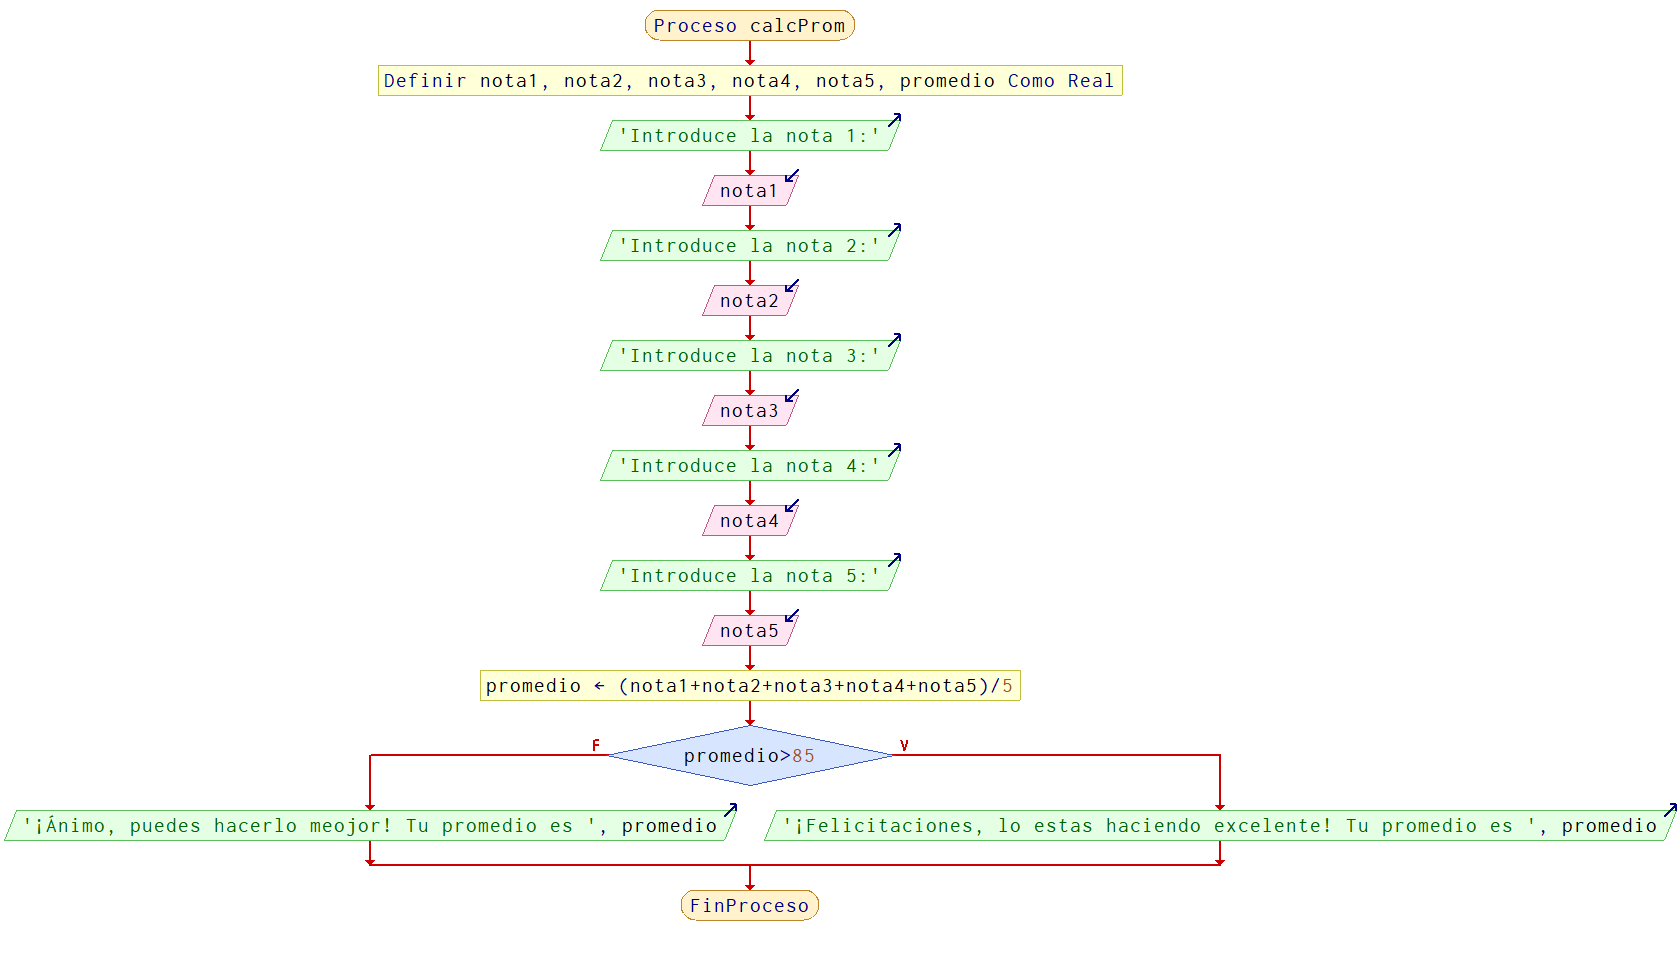 Proceso calcProm
Definir nota1, nota2, nota3, nota4, nota5, promedio Como Real
'Introduce la nota 1:'
nota1
'Introduce la nota 2:'
nota2
'Introduce la nota 3:'
nota3
'Introduce la nota 4:'
nota4
'Introduce la nota 5:'
nota5
promedio ← (nota1+nota2+nota3+nota4+nota5)/5
F
promedio>85
V
'¡Ánimo, puedes hacerlo meojor! Tu promedio es ', promedio
'¡Felicitaciones, lo estas haciendo excelente! Tu promedio es ', promedio
FinProceso